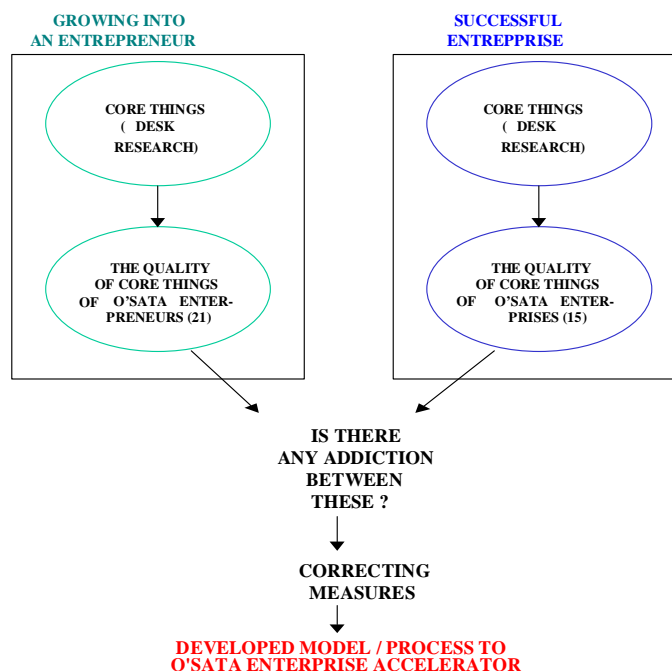 GROWING INTO
AN ENTREPRENEUR
CORE THINGS
( DESK
RESEARCH)
THE QUALITY
OF CORE THINGS
OF O'SATA ENTER-
PRENEURS (21)
SUCCESSFUL
ENTREPPRISE
CORE THINGS
( DESK
RESEARCH)
THE QUALITY
OF CORE THINGS
OF O'SATA ENTER-
PRISES (15)
IS THERE
ANY ADDICTION
BETWEEN
THESE ?
CORRECTING
MEASURES
DEVELOPED MODEL / PROCESS TO
O'SATA ENTERPRISE ACCELERATOR